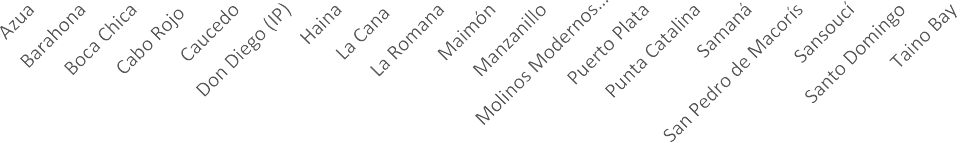 Azua
Barahona
Boca Chica
Cabo Rojo
Caucedo
Don Diego (IP)
Haina
La Cana
La Romana
Maimón
Manzanillo
Molinos Modernos...
Puerto Plata
Punta Catalina
Samaná
San Pedro de Macorís
Sansoucí
Santo Domingo
Taino Bay